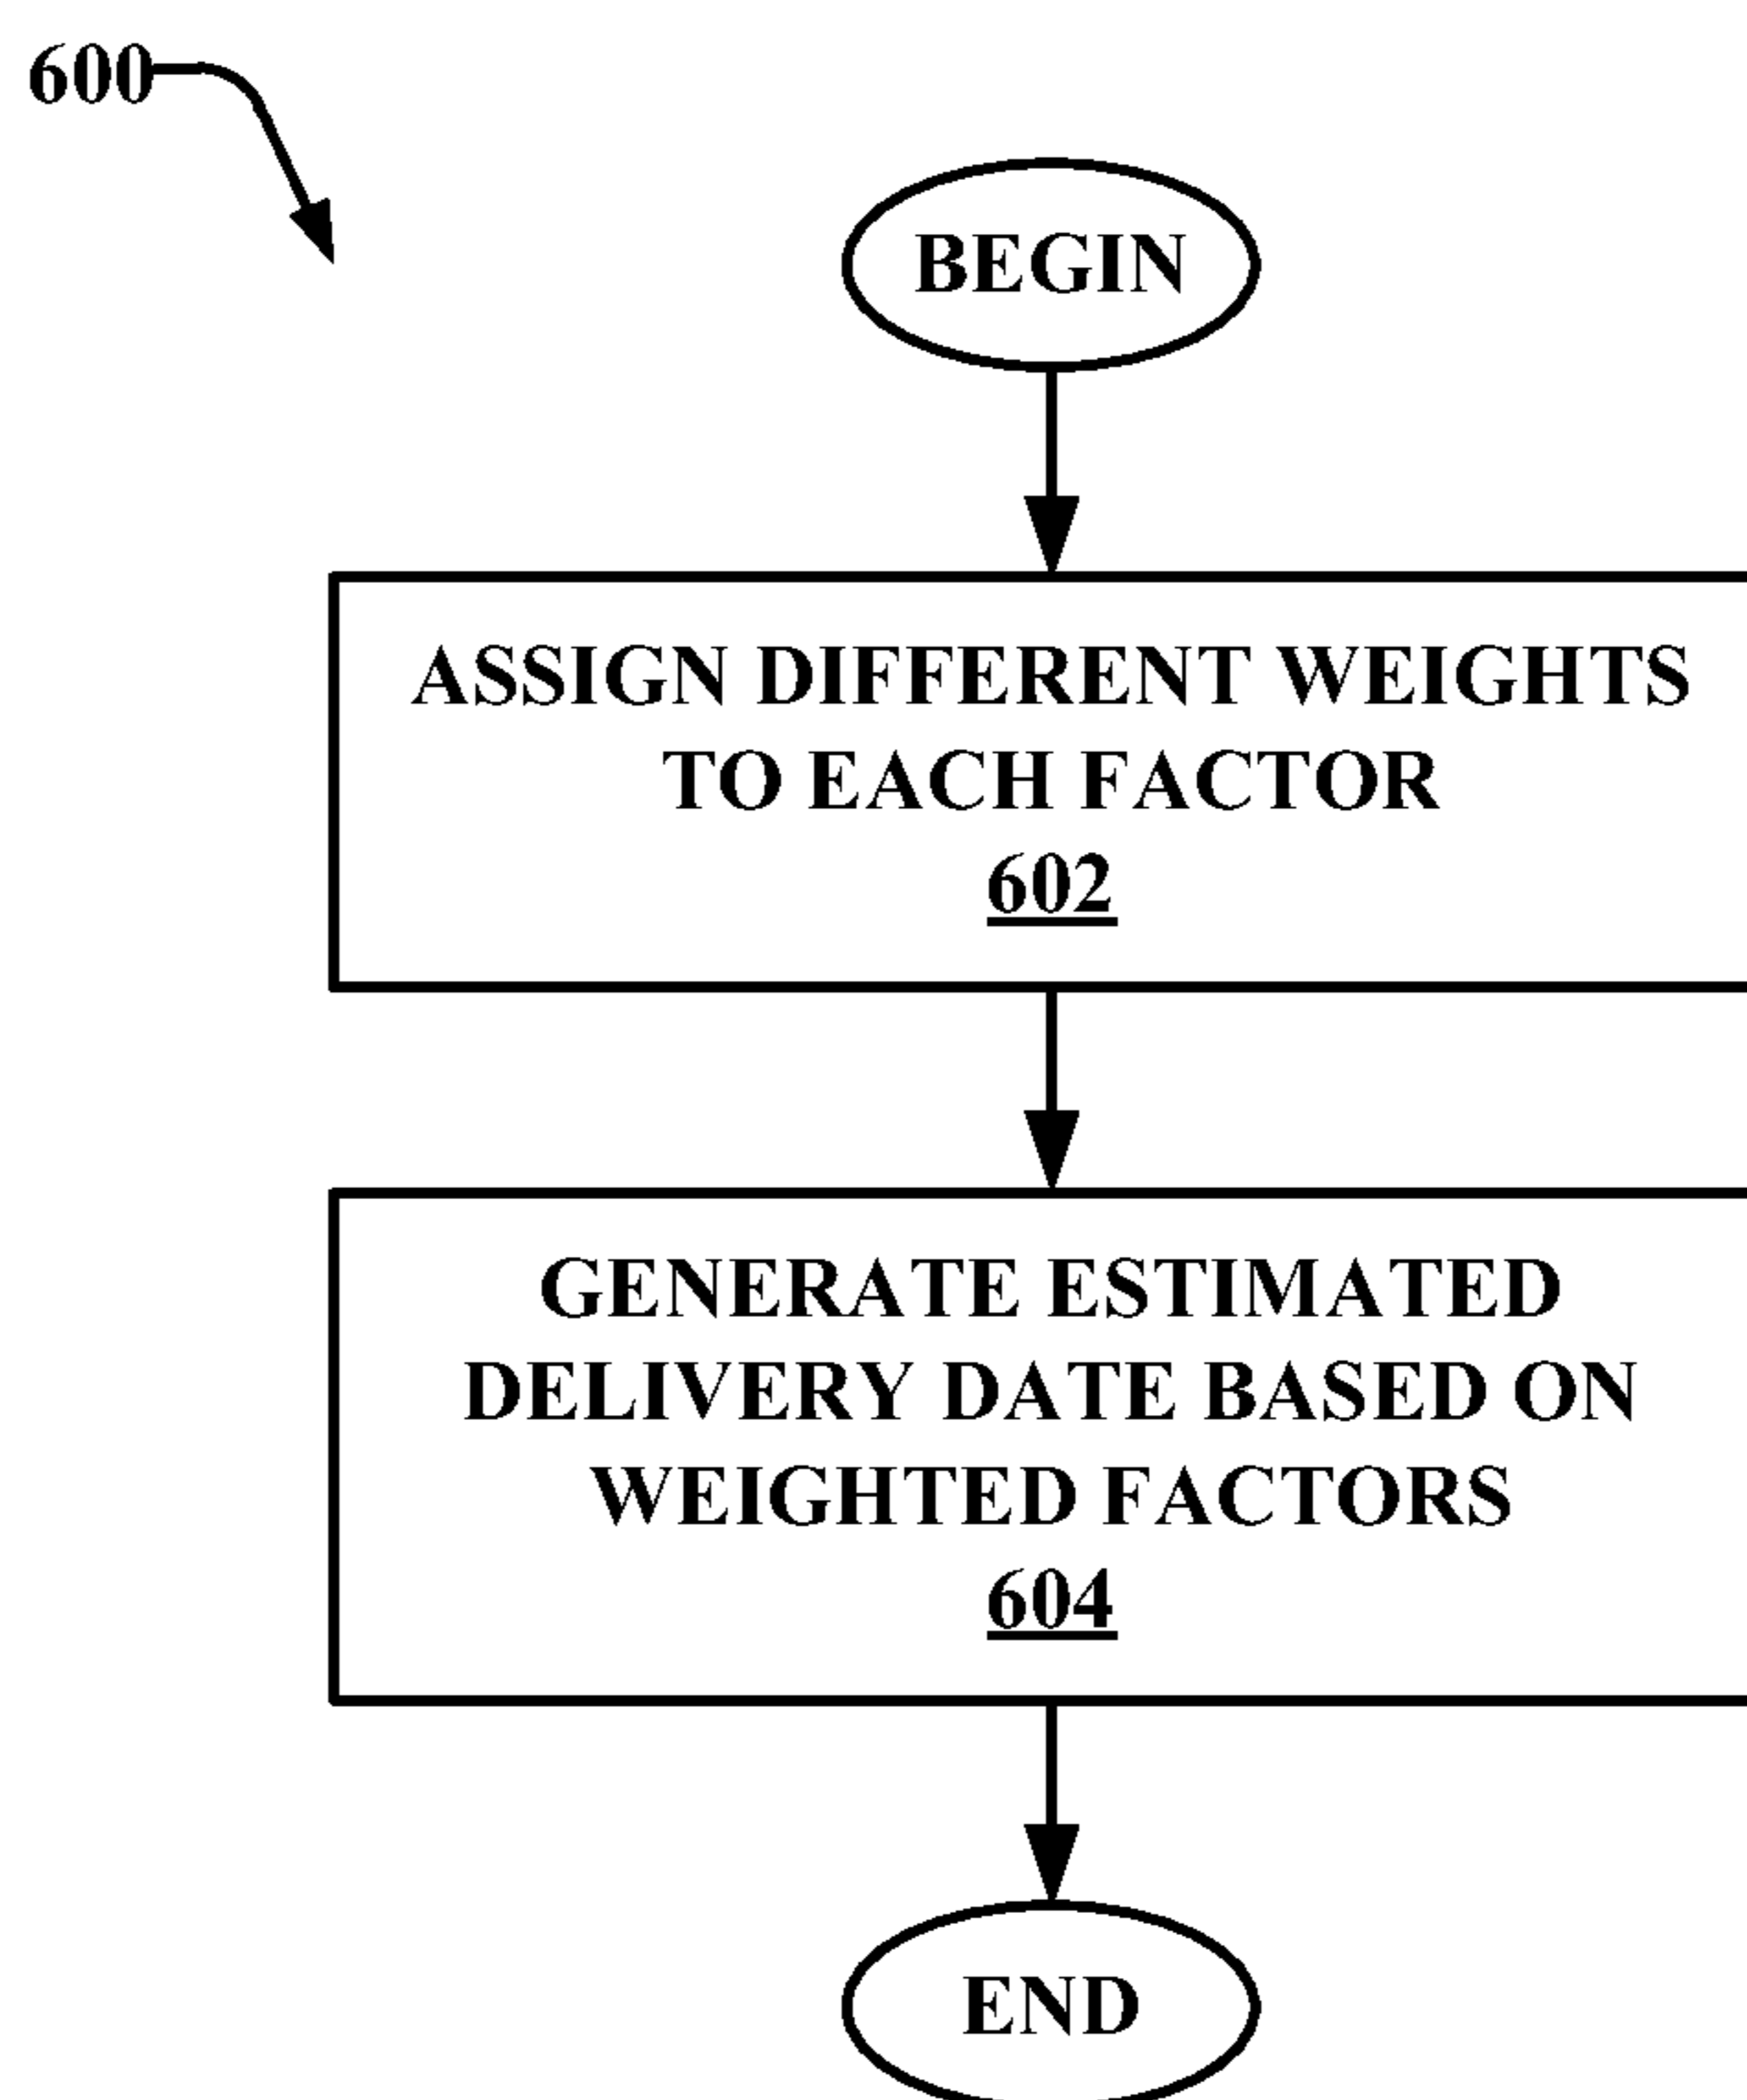 600
BEGIN
ASSIGN DIFFERENT WEIGHTS
TO EACH FACTOR
602
GENERATE ESTIMATED
DELIVERY DATE BASED ON
WEIGHTED FACTORS
604
END